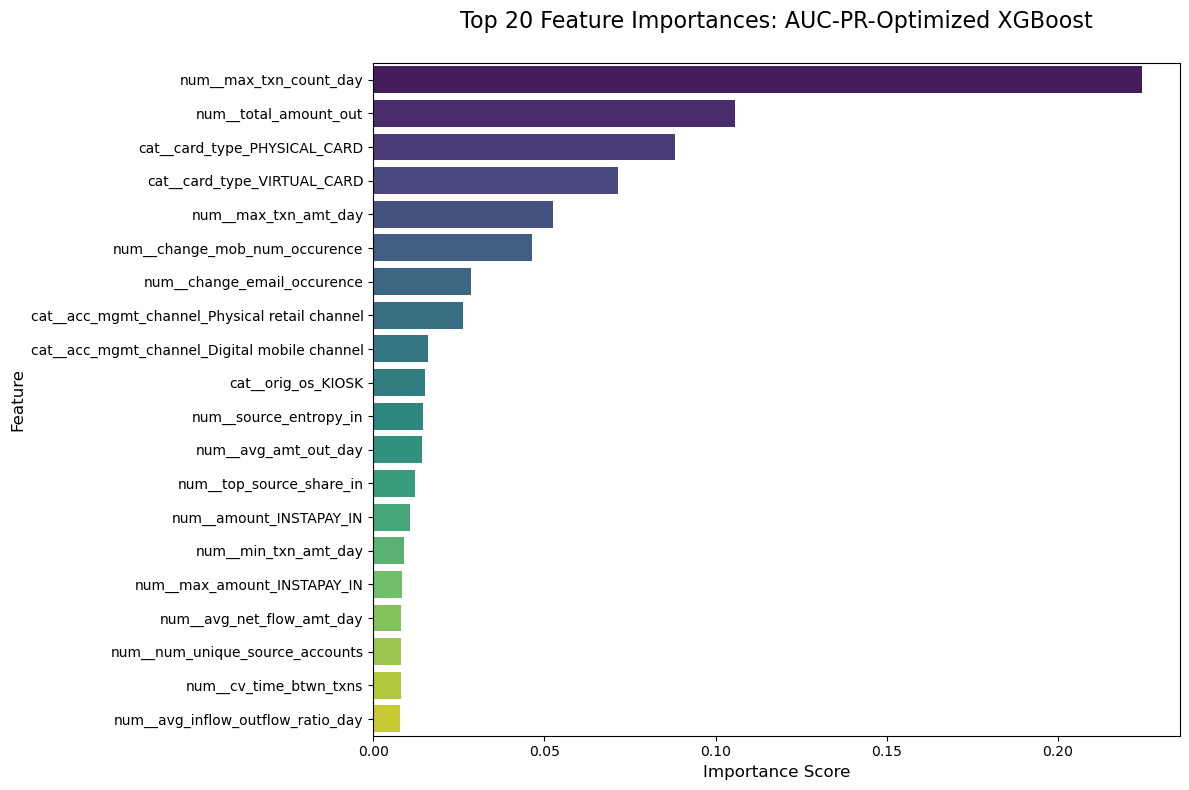 Top 20 Feature Importances: AUC-PR-Optimized XGBoost
Feature
num__max_txn_count_day
num__total_amount_out
cat__card_type_PHYSICAL_CARD
cat__card_type_VIRTUAL_CARD
num__max_txn_amt_day
num__change_mob_num_occurence
num__change_email_occurence
cat__acc_mgmt_channel_Physical retail channel
cat__acc_mgmt_channel_Digital mobile channel
cat__orig_os_KIOSK
num__source_entropy_in
num__avg_amt_out_day
num__top_source_share_in
num__amount_INSTAPAY_IN
num__min_txn_amt_day
num__max_amount_INSTAPAY_IN
num__avg_net_flow_amt_day
num__num_unique_source_accounts
num__cv_time_btwn_txns
num__avg_inflow_outflow_ratio_day
0.00 0.05 0.10 0.15 0.20
Importance Score